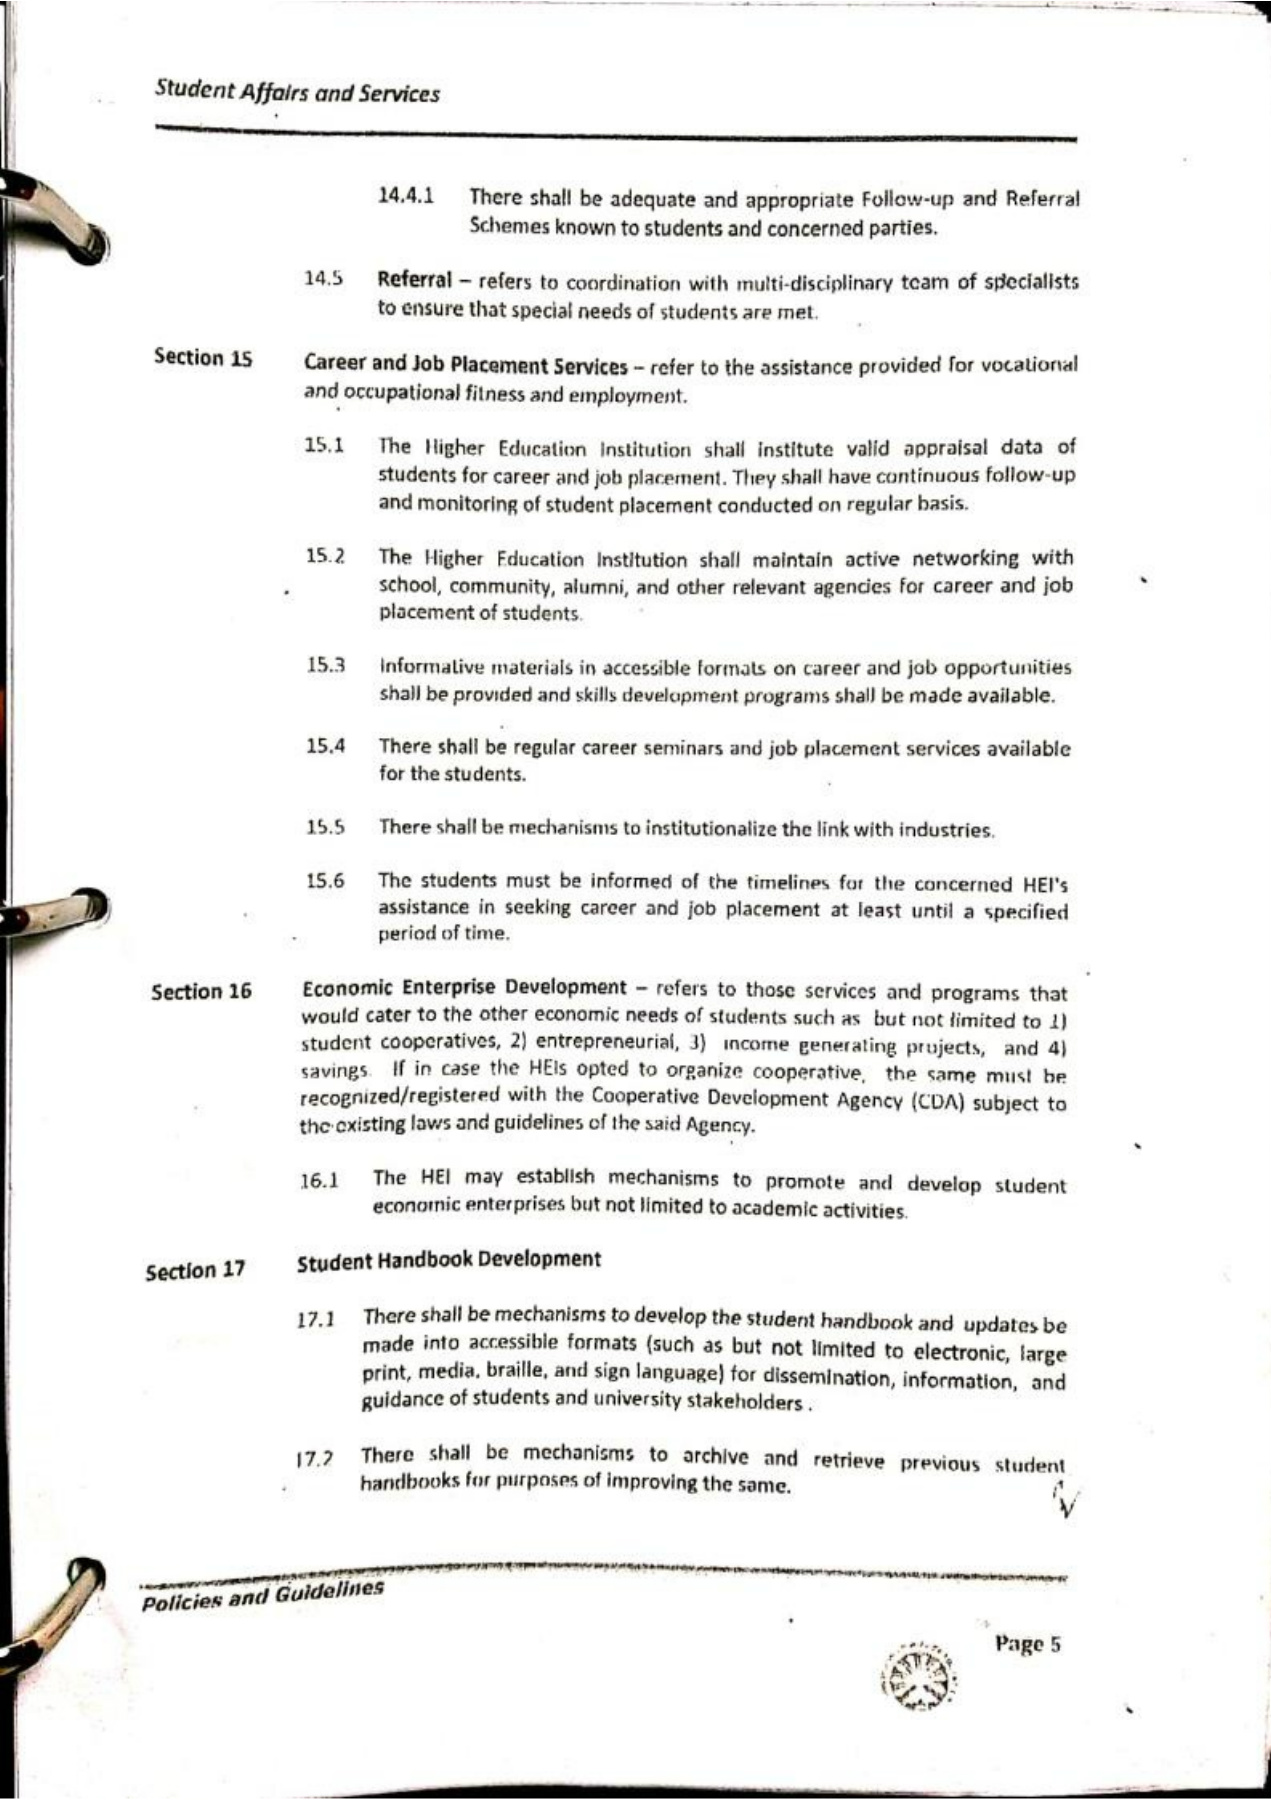 Student Affairs and Services
14.4.1 There shall be adequate and appropriate Follow-up and Referral
Schemes known to students and concerned parties.
14.5 Referral – refers to coordination with multi-disciplinary team of specialists
to ensure that special needs of students are met.
Section 15 Career and Job Placement Services – refer to the assistance provided for vocational
and occupational fitness and employment.
15.1 The Higher Education Institution shall institute valid appraisal data of
students for career and job placement. They shall have continuous follow-up
and monitoring of student placement conducted on regular basis.
15.2 The Higher Education Institution shall maintain active networking with
school, community, alumni, and other relevant agencies for career and job
placement of students.
15.3 Informative materials in accessible formats on career and job opportunities
shall be provided and skills development programs shall be made available.
15.4 There shall be regular career seminars and job placement services available
for the students.
15.5 There shall be mechanisms to institutionalize the link with industries.
15.6 The students must be informed of the timelines for the concerned HEI's
assistance in seeking career and job placement at least until a specified
period of time.
Section 16 Economic Enterprise Development – refers to those services and programs that
would cater to the other economic needs of students such as but not limited to 1)
student cooperatives, 2) entrepreneurial, 3) income generating projects, and 4)
savings. If in case the HEIs opted to organize cooperative, the same must be
recognized/registered with the Cooperative Development Agency (CDA) subject to
the existing laws and guidelines of the said Agency.
16.1 The HEI may establish mechanisms to promote and develop student
economic enterprises but not limited to academic activities.
Section 17 Student Handbook Development
17.1 There shall be mechanisms to develop the student handbook and updates be
made into accessible formats (such as but not limited to electronic, large
print, media, braille, and sign language) for dissemination, information, and
guidance of students and university stakeholders .
17.2 There shall be mechanisms to archive and retrieve previous student
handbooks for purposes of improving the same.
Policies and Guidelines
Page 5